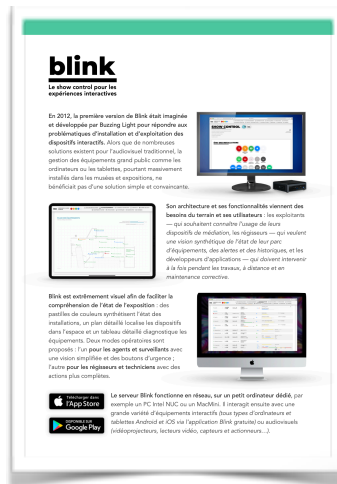 blink
Le show control pour les
expériences interactives
En 2012, la première version de Blink était imaginée
et développée par Buzzing Light pour répondre aux
problématiques d'installation et d'exploitation des
dispositifs interactifs. Alors que de nombreuses
solutions existent pour l'audiovisuel traditionnel, la
gestion des équipements grand public comme les
ordinateurs ou les tablettes, pourtant massivement
installée dans les musées et expositions, ne
bénéficiait pas d'une solution simple et convaincante.
SHOW CONTROL
Son architecture et ses fonctionnalités viennent des
besoins du terrain et ses utilisateurs : les exploitants
— qui souhaitent connaître l'usage de leurs
dispositifs de médiation, les régisseurs — qui veulent
une vision synthétique de l'état de leur parc
d'équipements, des alertes et des historiques, et les
développeurs d'applications — qui doivent intervenir
à la fois pendant les travaux, à distance et en
maintenance corrective.
Blink est extrêmement visuel afin de faciliter la
compréhension de l'état de l'exposition : des
pastilles de couleurs synthétisent l'état des
installations, un plan détaillé localise les dispositifs
dans l'espace et un tableau détaillé diagnostique les
équipements. Deux modes opératoires sont
proposés : l'un pour les agents et surveillants avec
une vision simplifiée et des boutons d'urgence ;
l'autre pour les régisseurs et techniciens avec des
actions plus complètes.
Télécharger dans
l'App Store
DISPONIBLE SUR
Google Play
Le serveur Blink fonctionne en réseau, sur un petit ordinateur dédié, par
exemple un PC Intel NUC ou un MacMini. Il interagit ensuite avec une
grande variété d'équipements interactifs (tous types d'ordinateurs et
tablettes Android et iOS via l'application Blink gratuite) ou audiovisuels
(vidéoprojecteurs, lecteurs vidéo, capteurs et actionneurs...).